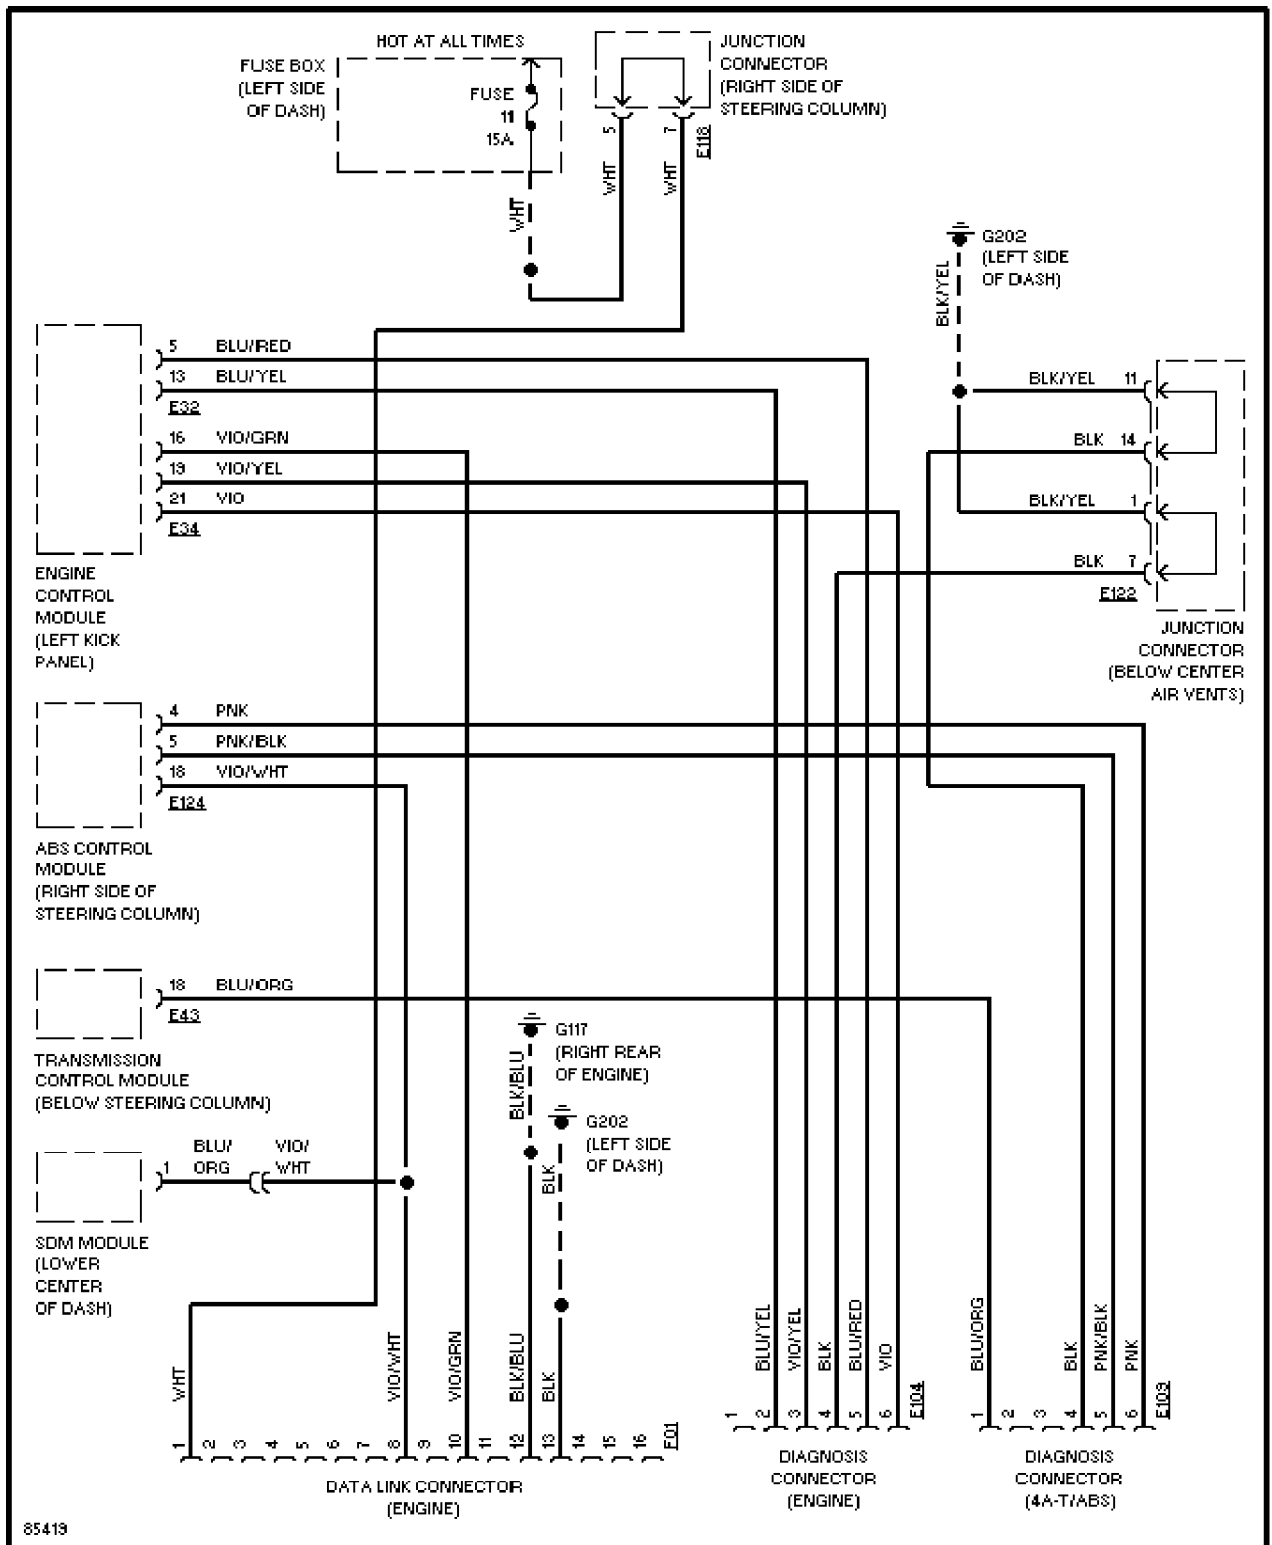 HOT AT ALL TIMES
FUSE BOX
(LEFT SIDE
OF DASH)
FUSE
11
15A
JUNCTION
CONNECTOR
(RIGHT SIDE OF
STEERING COLUMN)
5
7
E118
WHT
WHT
WHT
G202
(LEFT SIDE
OF DASH)
BLK/YEL
5 BLU/RED
13 BLU/YEL
E32
16 VIO/GRN
19 VIO/YEL
21 VIO
E34
ENGINE
CONTROL
MODULE
(LEFT KICK
PANEL)
BLK/YEL 11
BLK 14
BLK/YEL 1
BLK 7
E122
JUNCTION
CONNECTOR
(BELOW CENTER
AIR VENTS)
4 PNK
5 PNK/BLK
18 VIO/WHT
E124
ABS CONTROL
MODULE
(RIGHT SIDE OF
STEERING COLUMN)
18 BLU/ORG
E43
TRANSMISSION
CONTROL MODULE
(BELOW STEERING COLUMN)
G117
(RIGHT REAR
OF ENGINE)
BLK/BLU
G202
(LEFT SIDE
OF DASH)
BLK
1
BLU/
ORG
VIO/
WHT
SDM MODULE
(LOWER
CENTER
OF DASH)
WHT
VIO/WHT
VIO/GRN
BLK/BLU
BLK
1 2 3 4 5 6 7 8 9 10 11 12 13 14 15 16
E01
DATA LINK CONNECTOR
(ENGINE)
BLU/YEL
VIO/YEL
BLK
BLU/RED
VIO
1 2 3 4 5 6
E104
DIAGNOSIS
CONNECTOR
(ENGINE)
BLU/ORG
BLK
PNK/BLK
PNK
1 2 3 4 5 6
E103
DIAGNOSIS
CONNECTOR
(4A-T/ABS)
85419